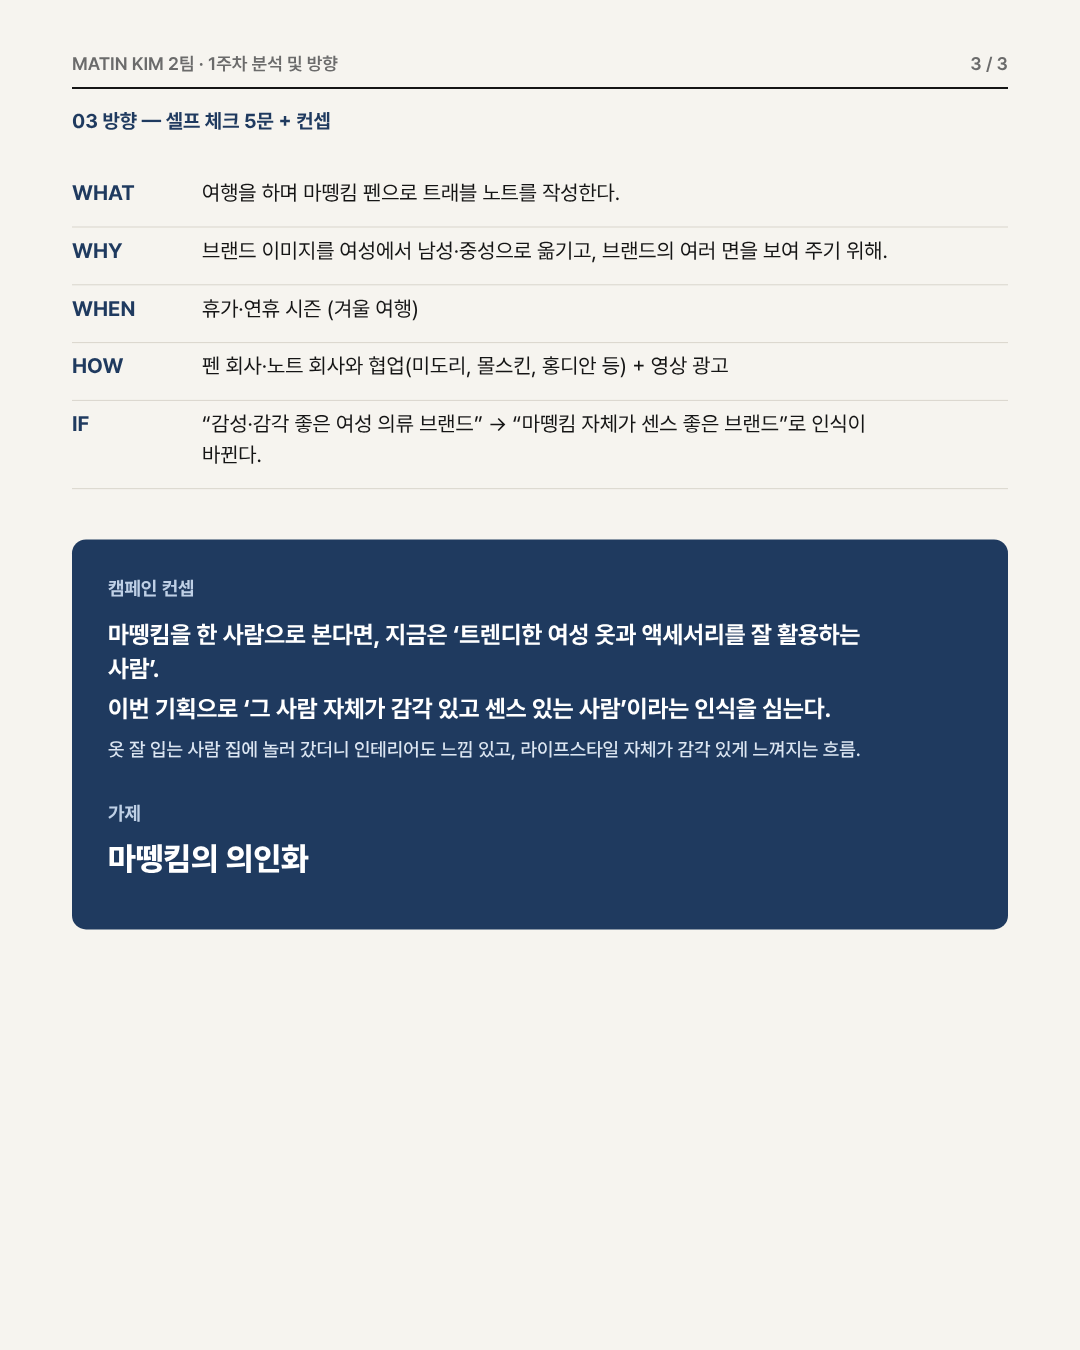 MATIN KIM 2팀 · 1주차 분석 및 방향
3 / 3
03 방향 — 셀프 체크 5문 + 컨셉
WHAT 여행을 하며 마뗑킴 펜으로 트래블 노트를 작성한다.
WHY 브랜드 이미지를 여성에서 남성·중성으로 옮기고, 브랜드의 여러 면을 보여 주기 위해.
WHEN 휴가·연휴 시즌 (겨울 여행)
HOW 펜 회사·노트 회사와 협업(미도리, 몰스킨, 홍디안 등) + 영상 광고
IF “감성·감각 좋은 여성 의류 브랜드” → “마뗑킴 자체가 센스 좋은 브랜드”로 인식이
바뀐다.
캠페인 컨셉
마뗑킴을 한 사람으로 본다면, 지금은 ‘트렌디한 여성 옷과 액세서리를 잘 활용하는
사람’.
이번 기획으로 ‘그 사람 자체가 감각 있고 센스 있는 사람’이라는 인식을 심는다.
옷 잘 입는 사람 집에 놀러 갔더니 인테리어도 느낌 있고, 라이프스타일 자체가 감각 있게 느껴지는 흐름.
가제
마뗑킴의 의인화